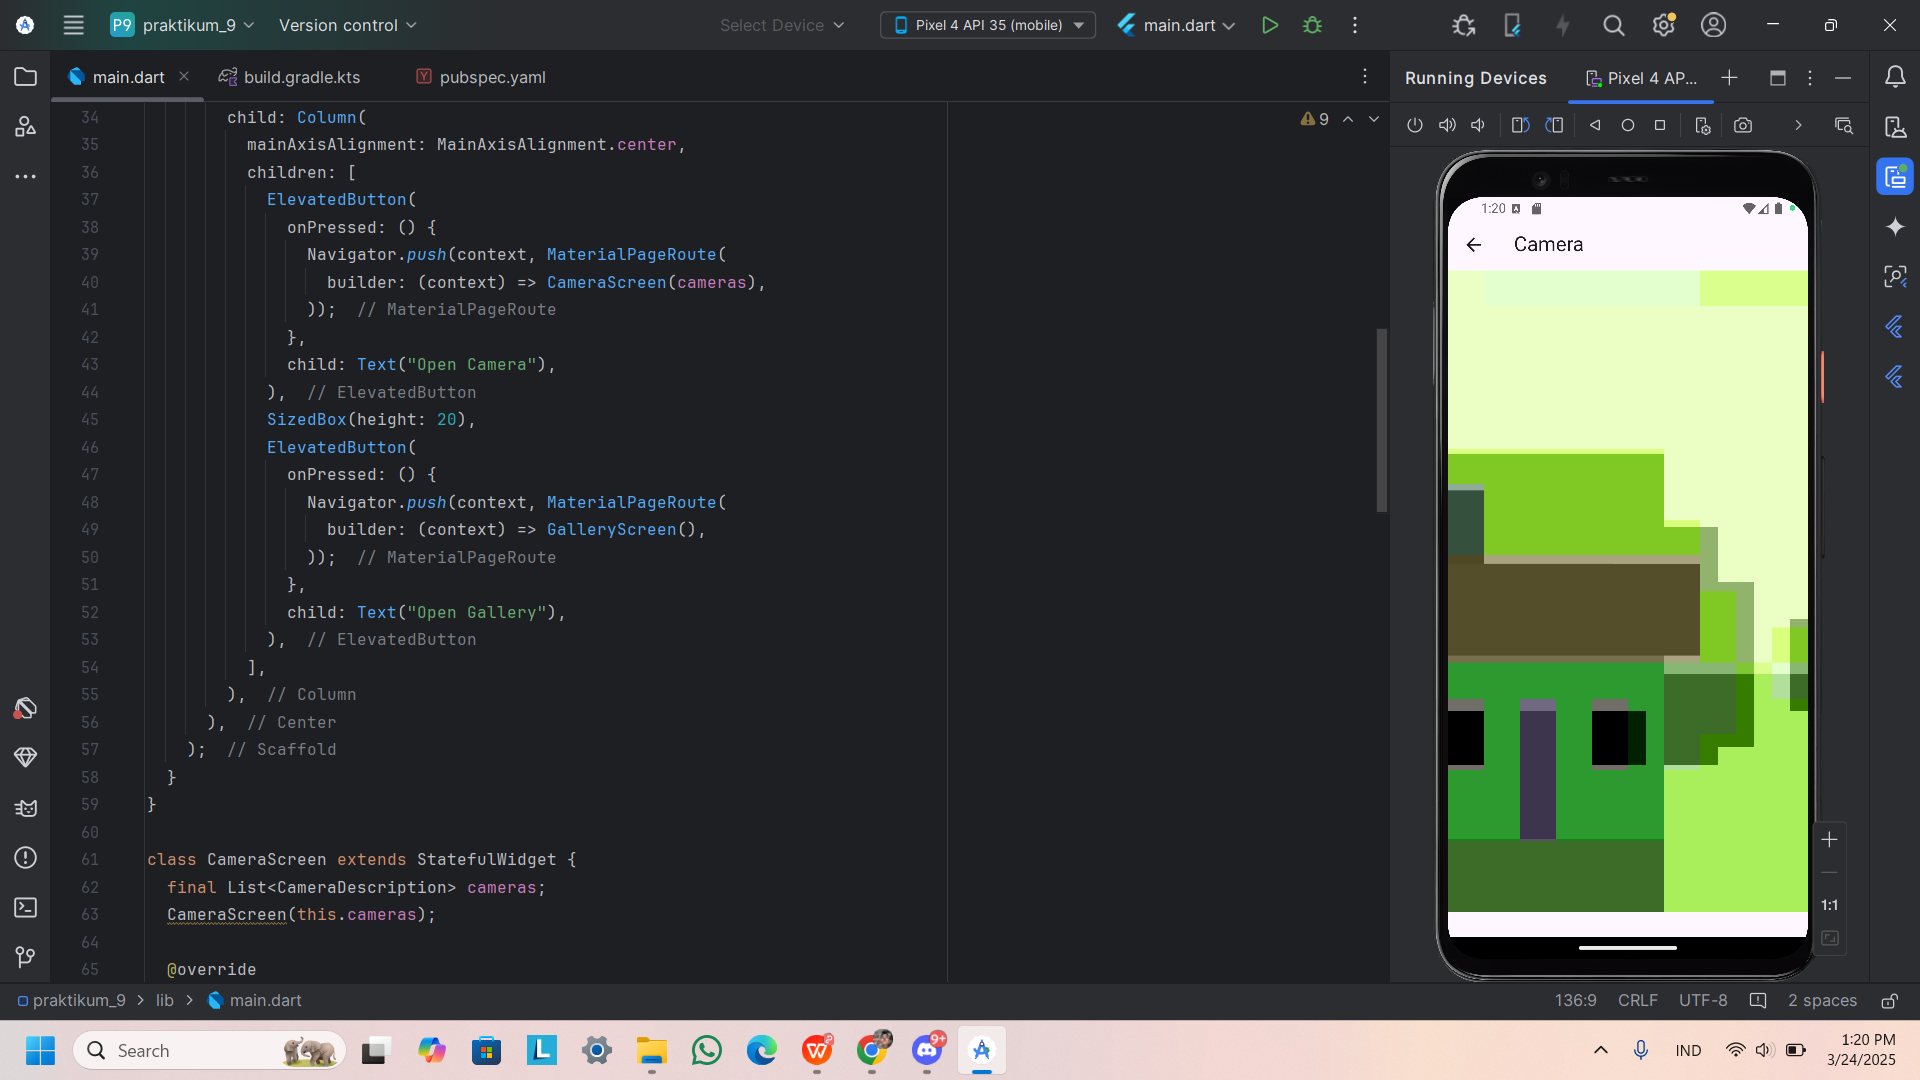 P9 praktikum_9 Version control Select Device Pixel 4 API 35 (mobile) main.dart
main.dart build.gradle.kts pubspec.yaml
Running Devices Pixel 4 AP...
9
34 child: Column(
35 mainAxisAlignment: MainAxisAlignment.center,
36 children: [
37 ElevatedButton(
38 onPressed: () {
39 Navigator.push(context, MaterialPageRoute(
40 builder: (context) => CameraScreen(cameras),
41 )); // MaterialPageRoute
42 },
43 child: Text("Open Camera"),
44 ), // ElevatedButton
45 SizedBox(height: 20),
46 ElevatedButton(
47 onPressed: () {
48 Navigator.push(context, MaterialPageRoute(
49 builder: (context) => GalleryScreen(),
50 )); // MaterialPageRoute
51 },
52 child: Text("Open Gallery"),
53 ), // ElevatedButton
54 ],
55 ), // Column
56 ), // Center
57 ); // Scaffold
58 }
59 }
60
61 class CameraScreen extends StatefulWidget {
62 final List<CameraDescription> cameras;
63 CameraScreen(this.cameras);
64
65 @override
1:20
Camera
1:1
praktikum_9 > lib > main.dart
136:9 CRLF UTF-8 2 spaces
Search
9+
IND
1:20 PM
3/24/2025